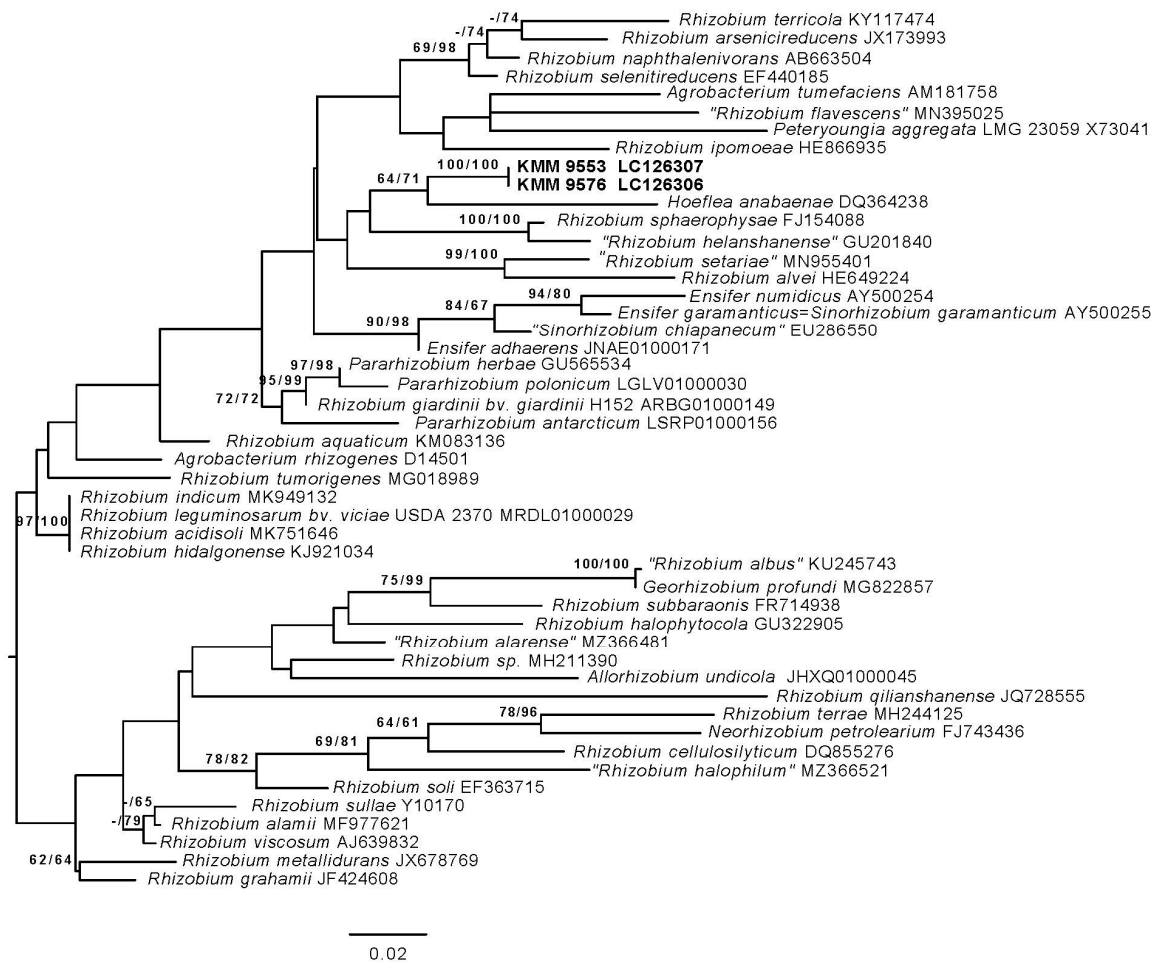 -/74
Rhizobium terricola KY117474
-/74
Rhizobium arsenicireducens JX173993
69/98
Rhizobium naphthalenivorans AB663504
Rhizobium selenitireducens EF440185
Agrobacterium tumefaciens AM181758
"Rhizobium flavescens" MN395025
Peteryoungia aggregata LMG 23059 X73041
Rhizobium ipomoeae HE866935
100/100
KMM 9553 LC126307
64/71
KMM 9576 LC126306
Hoeflea anabaenae DQ364238
100/100
Rhizobium sphaerophysae FJ154088
"Rhizobium helanshanense" GU201840
99/100
"Rhizobium setariae" MN955401
Rhizobium alvei HE649224
94/80
Ensifer numidicus AY500254
84/67
Ensifer garamanticus=Sinorhizobium garamanticum AY500255
90/98
"Sinorhizobium chiapanecum" EU286550
Ensifer adhaerens JNAE01000171
97/98
Pararhizobium herbae GU565534
95/99
Pararhizobium polonicum LGLV01000030
72/72
Rhizobium giardinii bv. giardinii H152 ARBG01000149
Pararhizobium antarcticum LSRP01000156
Rhizobium aquaticum KM083136
Agrobacterium rhizogenes D14501
Rhizobium tumorigenes MG018989
Rhizobium indicum MK949132
97/100
Rhizobium leguminosarum bv. viciae USDA 2370 MRDL01000029
Rhizobium acidisoli MK751646
Rhizobium hidalgonense KJ921034
100/100
"Rhizobium albus" KU245743
75/99
Georhizobium profundi MG822857
Rhizobium subbaraonis FR714938
Rhizobium halophytocola GU322905
"Rhizobium alarense" MZ366481
Rhizobium sp. MH211390
Allorhizobium undicola JHXQ01000045
Rhizobium qilianshanense JQ728555
78/96
Rhizobium terrae MH244125
64/61
Neorhizobium petrolearium FJ743436
69/81
Rhizobium cellulosilyticum DQ855276
78/82
"Rhizobium halophilum" MZ366521
Rhizobium soli EF363715
-/65
Rhizobium sullae Y10170
-/79
Rhizobium alamii MF977621
Rhizobium viscosum AJ639832
62/64
Rhizobium metallidurans JX678769
Rhizobium grahamii JF424608
0.02